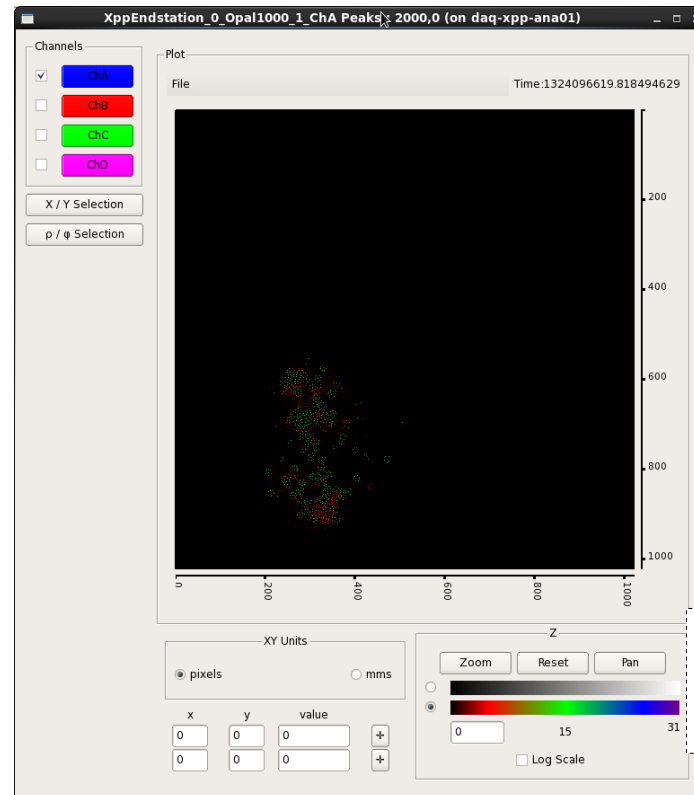 XppEndstation_0_Opal1000_1_ChA Peaks: 2000,0 (on daq-xpp-ana01)
Channels
ChA
ChB
ChC
ChD
X / Y Selection
ρ / φ Selection
Plot
File
Time:1324096619.818494629
200
400
600
800
1000
0
200
400
600
800
1000
XY Units
pixels
mms
x y value
0 0 0
0 0 0
Z
Zoom Reset Pan
0 15 31
Log Scale